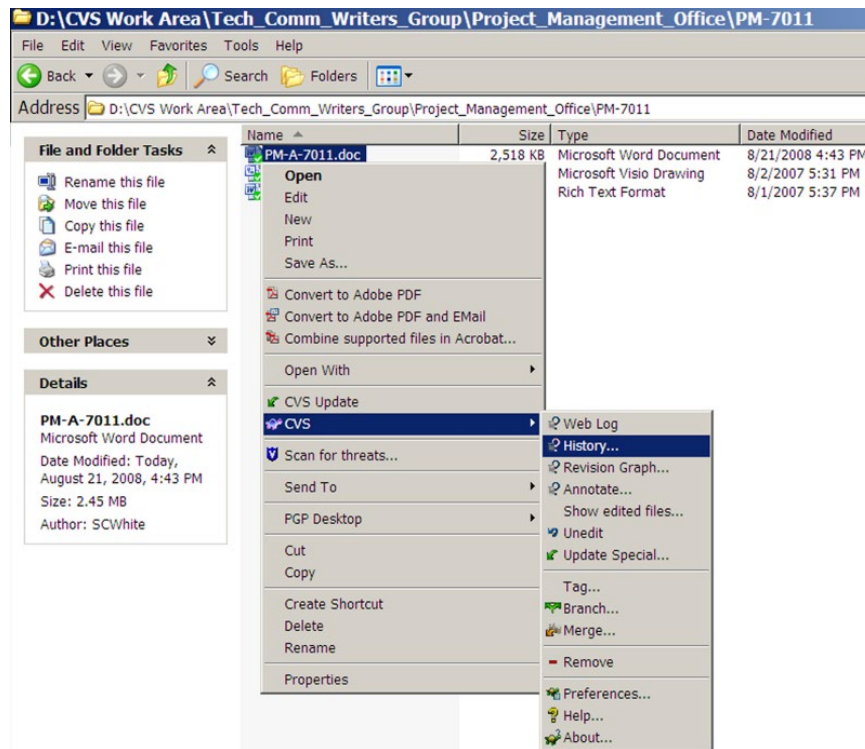 D:\CVS Work Area\Tech_Comm_Writers_Group\Project_Management_Office\PM-7011
File Edit View Favorites Tools Help
Back Search Folders
Address D:\CVS Work Area\Tech_Comm_Writers_Group\Project_Management_Office\PM-7011
File and Folder Tasks
Rename this file
Move this file
Copy this file
E-mail this file
Print this file
Delete this file
Other Places
Details
PM-A-7011.doc
Microsoft Word Document
Date Modified: Today,
August 21, 2008, 4:43 PM
Size: 2.45 MB
Author: SCWhite
Name Size Type Date Modified
PM-A-7011.doc 2,518 KB Microsoft Word Document 8/21/2008 4:43 PM
Microsoft Visio Drawing 8/2/2007 5:31 PM
Rich Text Format 8/1/2007 5:37 PM
Open
Edit
New
Print
Save As...
Convert to Adobe PDF
Convert to Adobe PDF and EMail
Combine supported files in Acrobat...
Open With
CVS Update
CVS
Scan for threats...
Send To
PGP Desktop
Cut
Copy
Create Shortcut
Delete
Rename
Properties
Web Log
History...
Revision Graph...
Annotate...
Show edited files...
Unedit
Update Special...
Tag...
Branch...
Merge...
Remove
Preferences...
Help...
About...